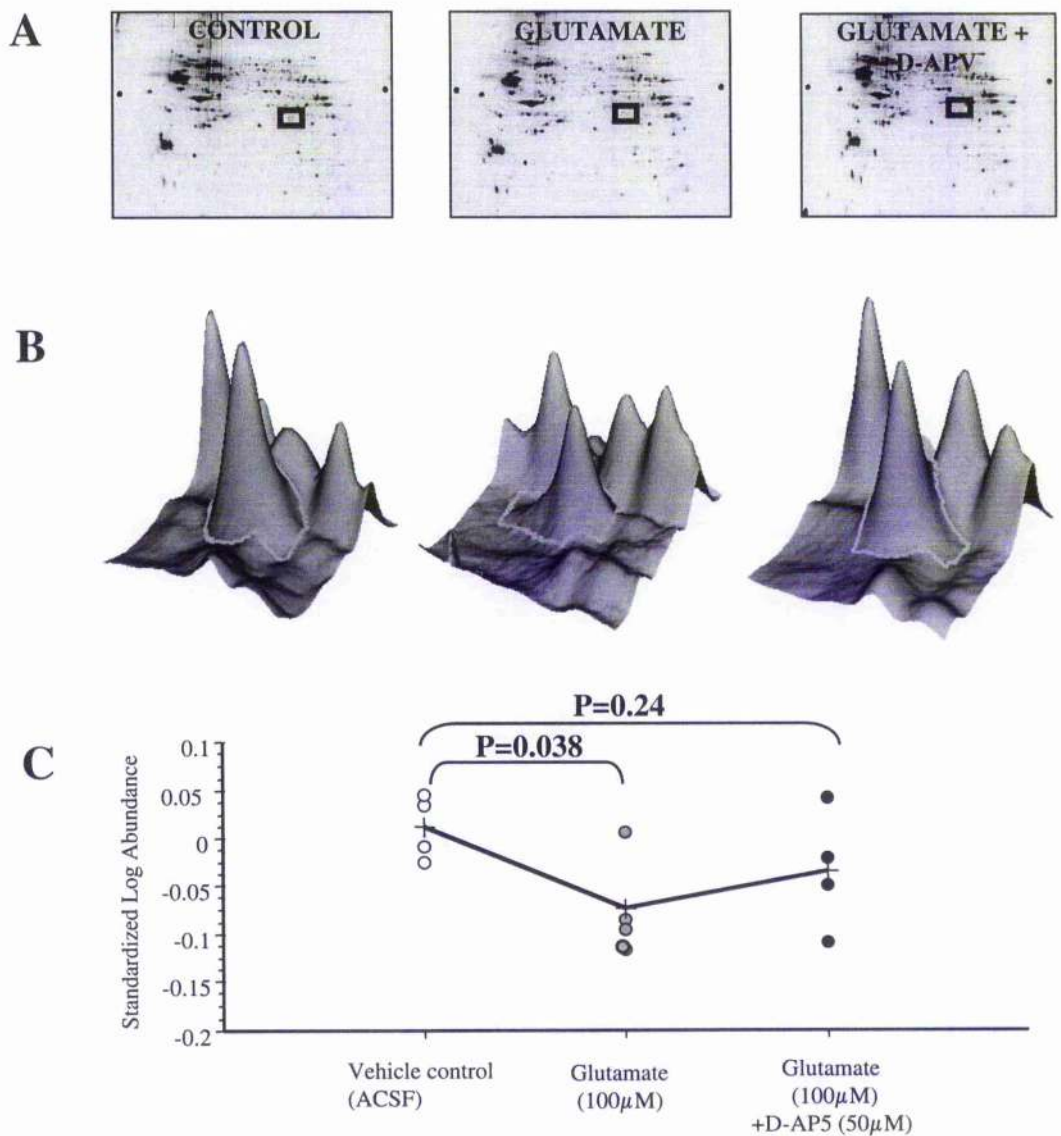 A
CONTROL
GLUTAMATE
GLUTAMATE +
D-APV
B
C
P=0.24
P=0.038
Standardized Log Abundance
0.1
0.05
0
-0.05
-0.1
-0.15
-0.2
Vehicle control
(ACSF)
Glutamate
(100µM)
Glutamate
(100µM)
+D-AP5 (50µM)